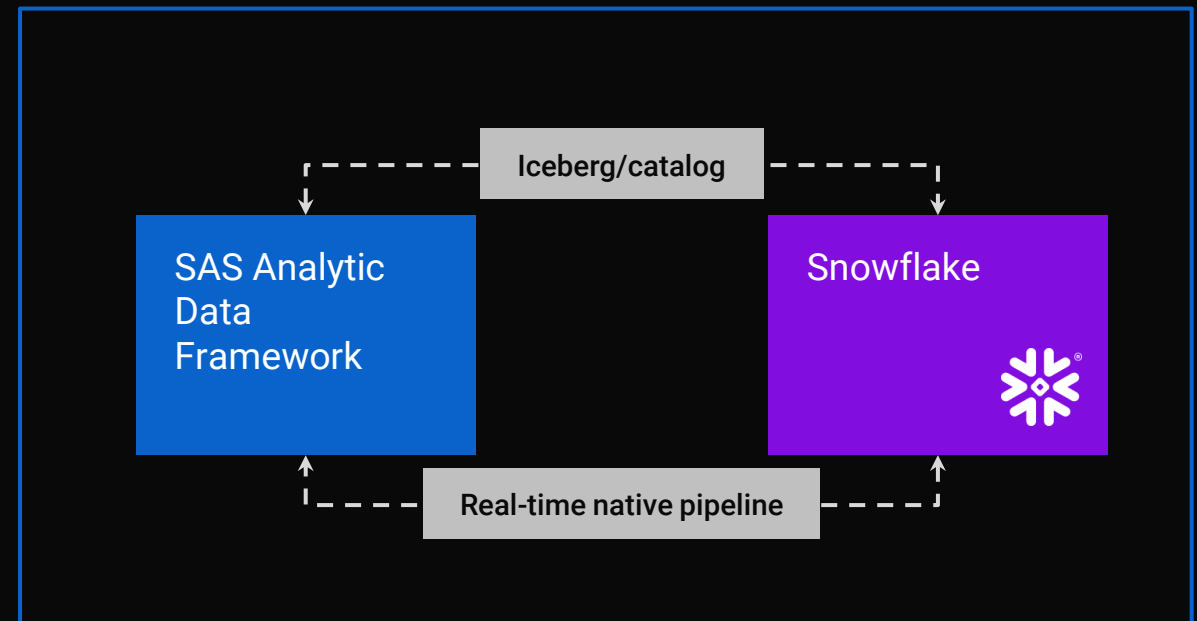 Iceberg/catalog
SAS Analytic
Data
Framework
Snowflake
®
Real-time native pipeline